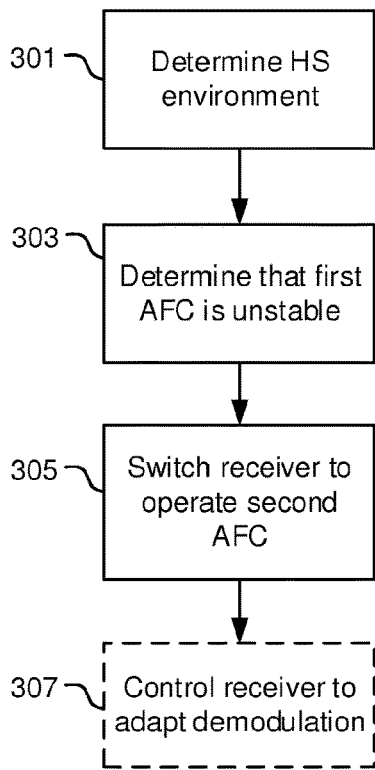 301
Determine HS
environment
303
Determine that first
AFC is unstable
305
Switch receiver to
operate second
AFC
307
Control receiver to
adapt demodulation